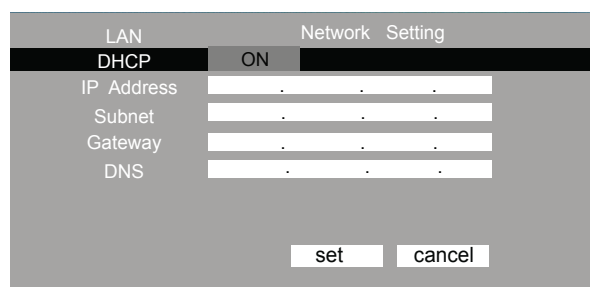 LAN Network Setting
DHCP ON
IP Address . . .
Subnet . . .
Gateway . . .
DNS . . .
set cancel